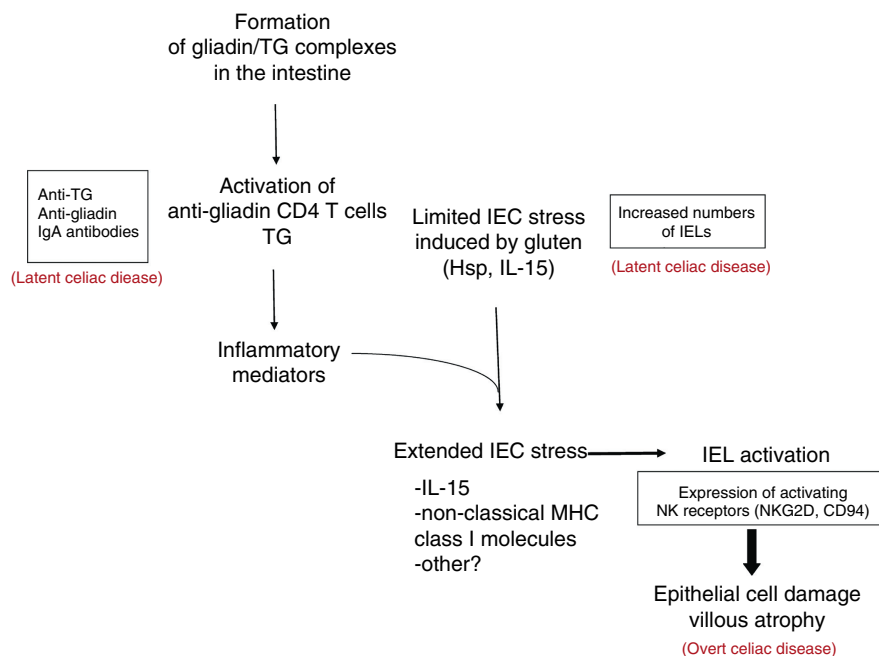 Formation
of gliadin/TG complexes
in the intestine
Anti-TG
Anti-gliadin
IgA antibodies
(Latent celiac diease)
Activation of
anti-gliadin CD4 T cells
TG
Limited IEC stress
induced by gluten
(Hsp, IL-15)
Increased numbers
of IELs
(Latent celiac disease)
Inflammatory
mediators
Extended IEC stress
-IL-15
-non-classical MHC
class I molecules
-other?
IEL activation
Expression of activating
NK receptors (NKG2D, CD94)
Epithelial cell damage
villous atrophy
(Overt celiac disease)